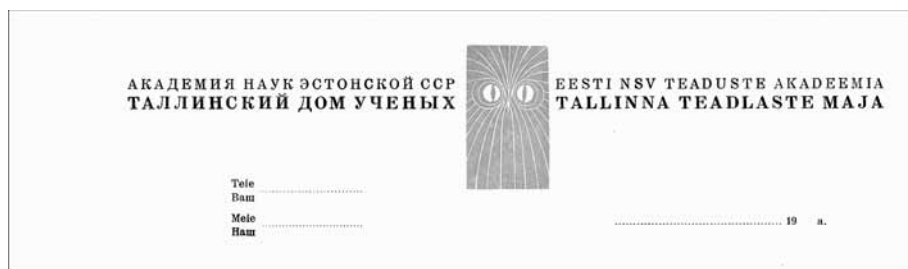 АКАДЕМИЯ НАУК ЭСТОНСКОЙ ССР
ТАЛЛИНСКИЙ ДОМ УЧЕНЫХ
EESTI NSV TEADUSTE AKADEEMIA
TALLINNA TEADLASTE MAJA
Teie
Ваш
Meie
Наш
19 a.